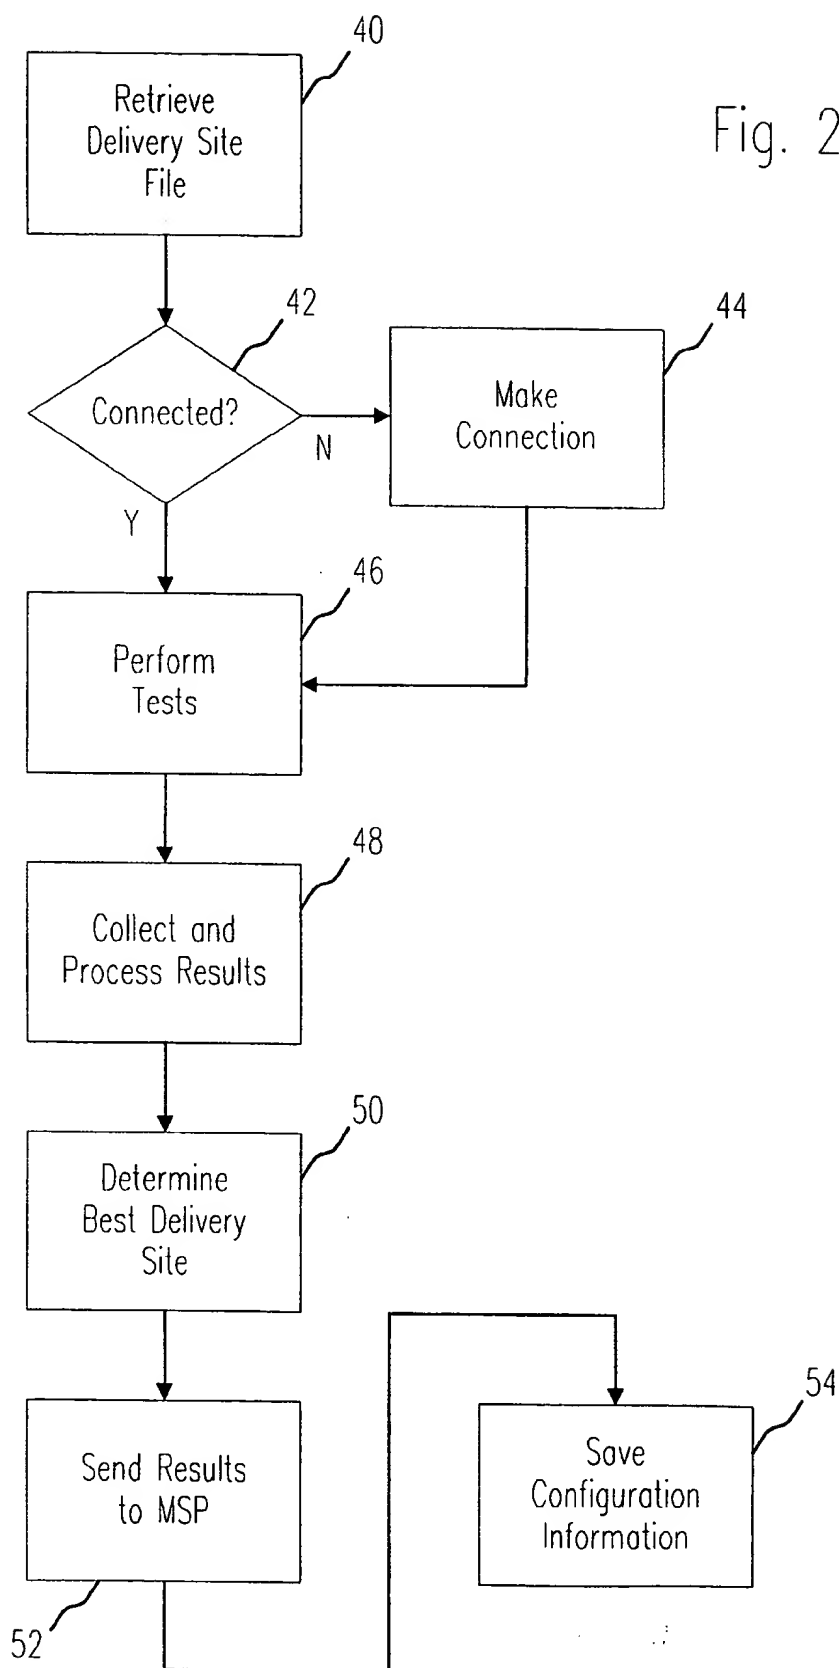 40
Retrieve
Delivery Site
File
Fig. 2
42
Connected?
N
Y
44
Make
Connection
46
Perform
Tests
48
Collect and
Process Results
50
Determine
Best Delivery
Site
Send Results
to MSP
52
54
Save
Configuration
Information